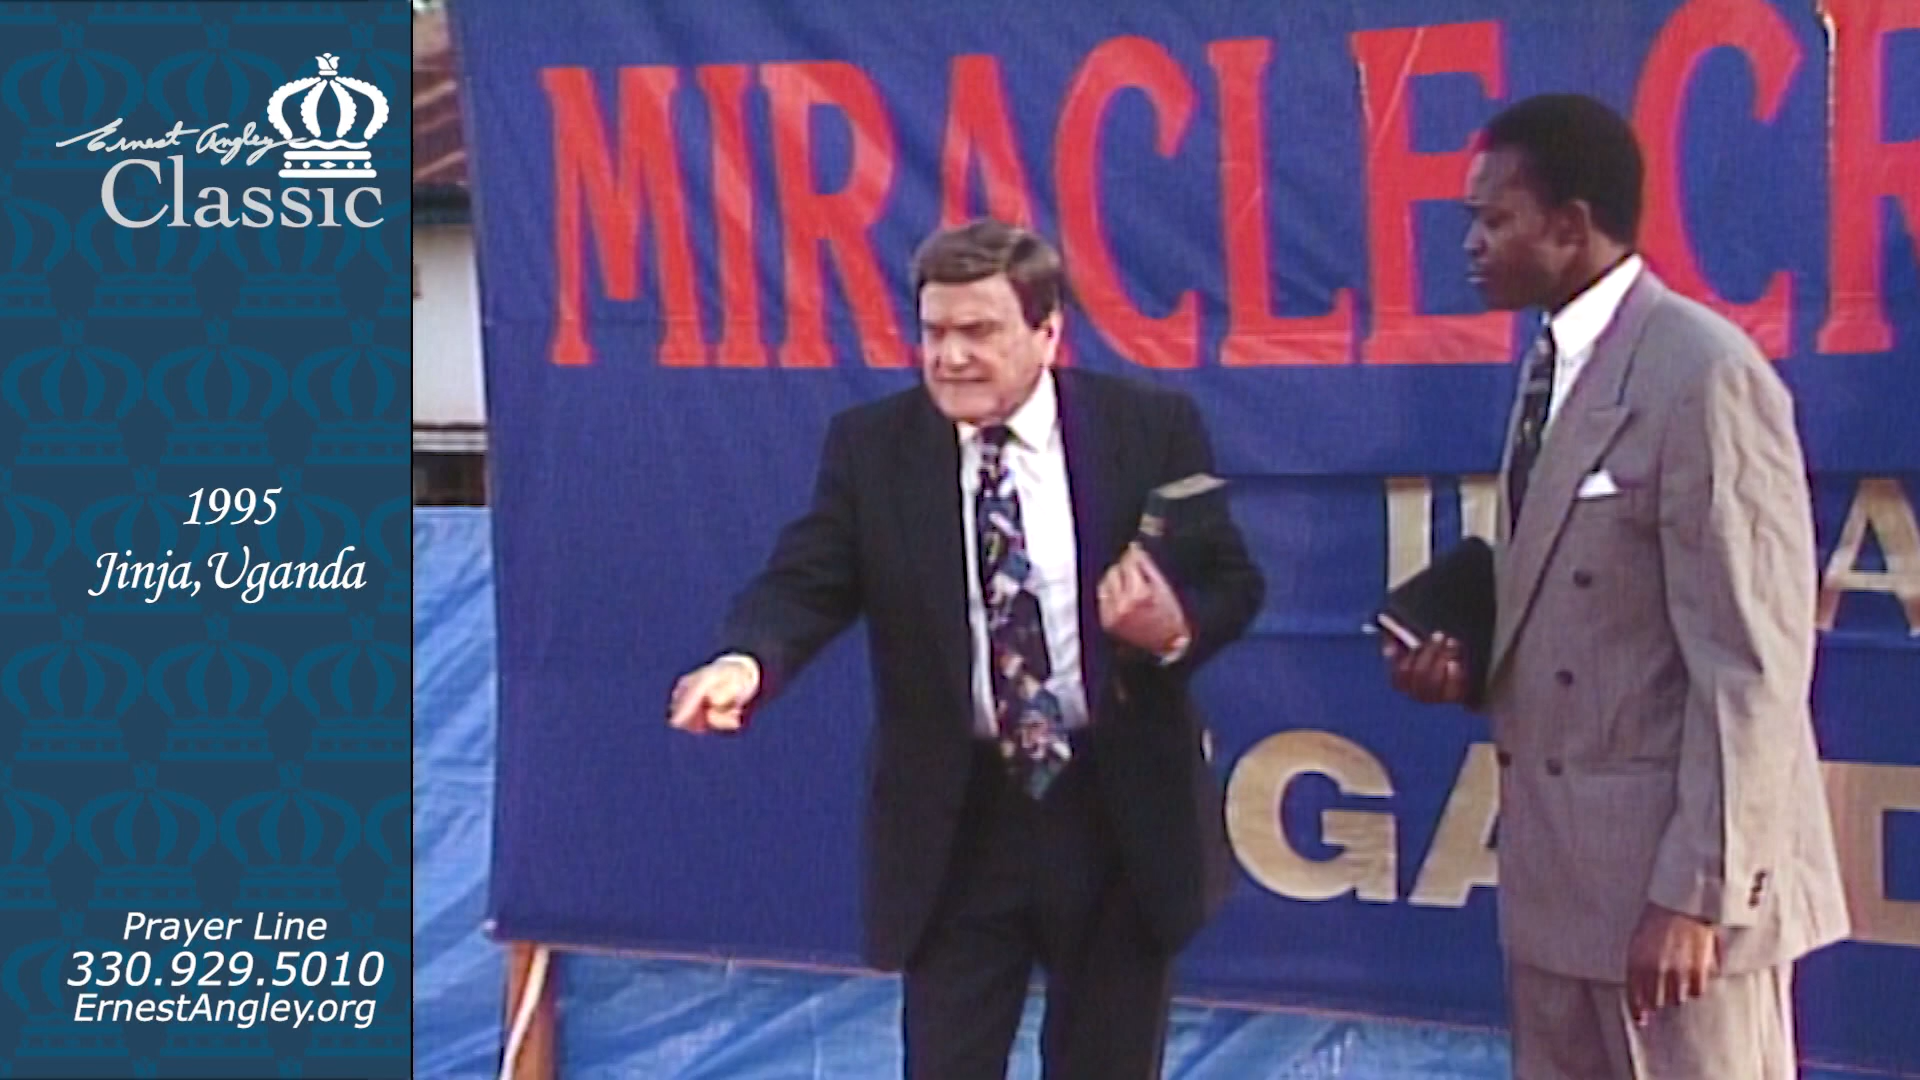 Ernest Angley
Classic
1995
Jinja, Uganda
Prayer Line
330.929.5010
ErnestAngley.org
MIRACLE CR
GA